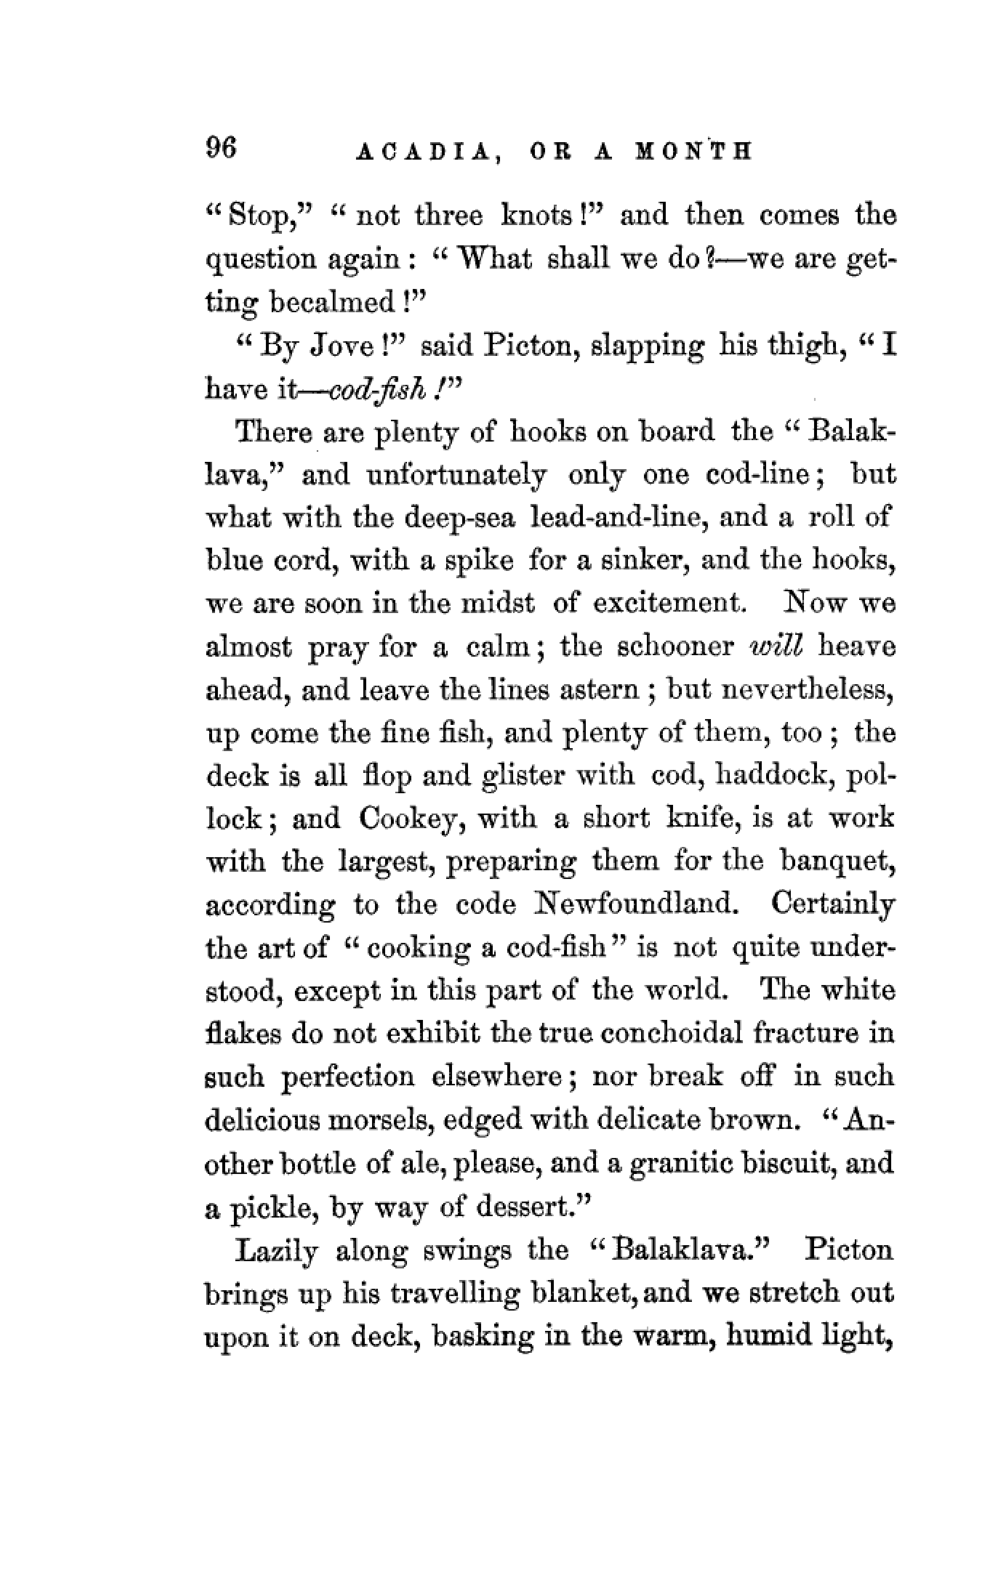 96 ACADIA, OR A MONTH
“Stop,” “not three knots!” and then comes the
question again: “What shall we do?—we are get-
ting becalmed!”
“By Jove!” said Picton, slapping his thigh, “I
have it—cod-fish!”
There are plenty of hooks on board the “Balak-
lava,” and unfortunately only one cod-line; but
what with the deep-sea lead-and-line, and a roll of
blue cord, with a spike for a sinker, and the hooks,
we are soon in the midst of excitement. Now we
almost pray for a calm; the schooner will heave
ahead, and leave the lines astern; but nevertheless,
up come the fine fish, and plenty of them, too; the
deck is all flop and glister with cod, haddock, pol-
lock; and Cookey, with a short knife, is at work
with the largest, preparing them for the banquet,
according to the code Newfoundland. Certainly
the art of “cooking a cod-fish” is not quite under-
stood, except in this part of the world. The white
flakes do not exhibit the true conchoidal fracture in
such perfection elsewhere; nor break off in such
delicious morsels, edged with delicate brown. “An-
other bottle of ale, please, and a granitic biscuit, and
a pickle, by way of dessert.”
Lazily along swings the “Balaklava.” Picton
brings up his travelling blanket, and we stretch out
upon it on deck, basking in the warm, humid light,